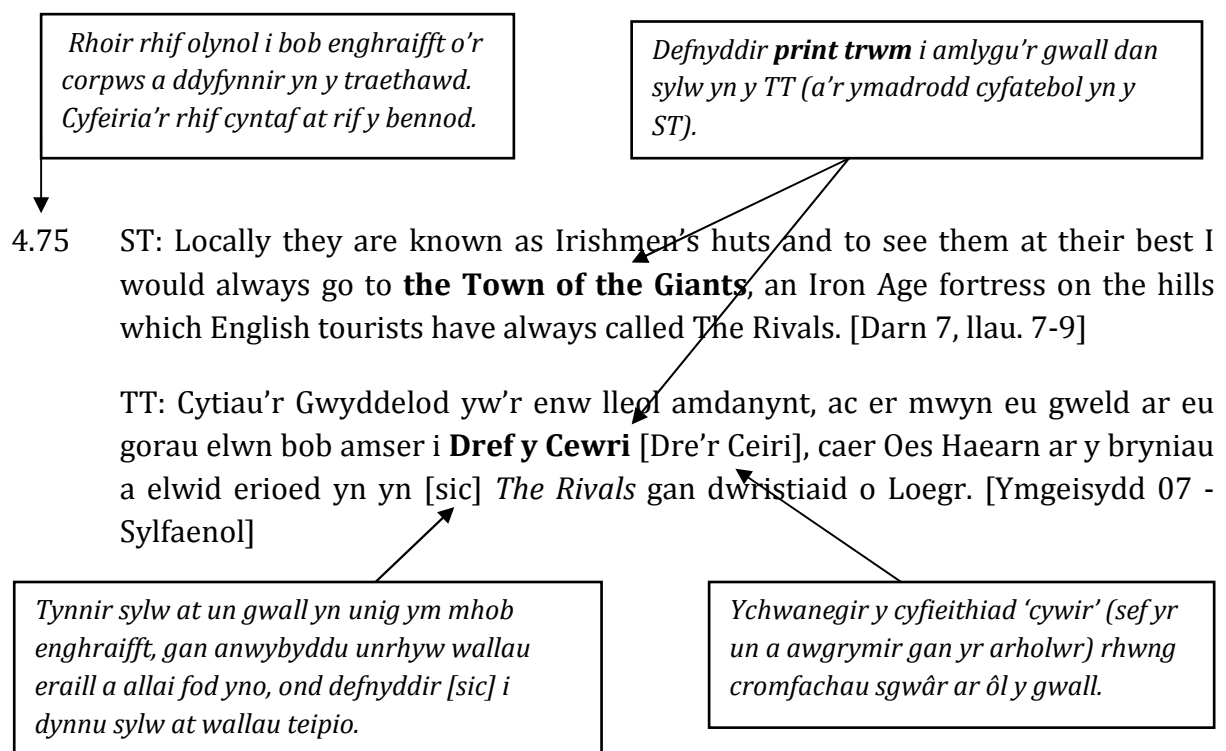 Rhoir rhif olynol i bob enghraifft o'r
corpws a ddyfynnir yn y traethawd.
Cyfeiria'r rhif cyntaf at rif y bennod.
Defnyddir print trwm i amlygu'r gwall dan
sylw yn y TT (a'r ymadrodd cyfatebol yn y
ST).
4.75 ST: Locally they are known as Irishmen's huts and to see them at their best I
would always go to the Town of the Giants, an Iron Age fortress on the hills
which English tourists have always called The Rivals. [Darn 7, llau. 7-9]
TT: Cytiau'r Gwyddelod yw'r enw lleol amdanynt, ac er mwyn eu gweld ar eu
gorau elwn bob amser i Dref y Cewri [Dre'r Ceiri], caer Oes Haearn ar y bryniau
a elwid erioed yn yn [sic] The Rivals gan dwristiaid o Loegr. [Ymgeisydd 07 -
Sylfaenol]
Tynnir sylw at un gwall yn unig ym mhob
enghraifft, gan anwybyddu unrhyw wallau
eraill a allai fod yno, ond defnyddir [sic] i
dynnu sylw at wallau teipio.
Ychwanegir y cyfieithiad 'cywir' (sef yr
un a awgrymir gan yr arholwr) rhwng
cromfachau sgwâr ar ôl y gwall.